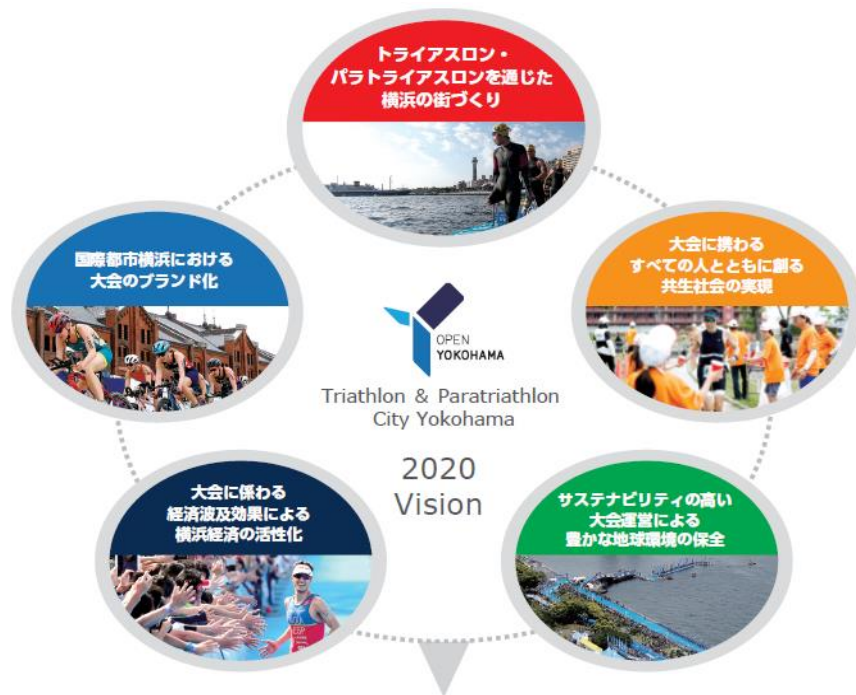 トライアスロン・
パラトライアスロンを通じた
横浜の街づくり
国際都市横浜における
大会のブランド化
大会に携わる
すべての人とともに創る
共生社会の実現
OPEN
YOKOHAMA
Triathlon & Paratriathlon
City Yokohama
2020
Vision
大会に係わる
経済波及効果による
横浜経済の活性化
サステナビリティの高い
大会運営による
豊かな地球環境の保全
ESP